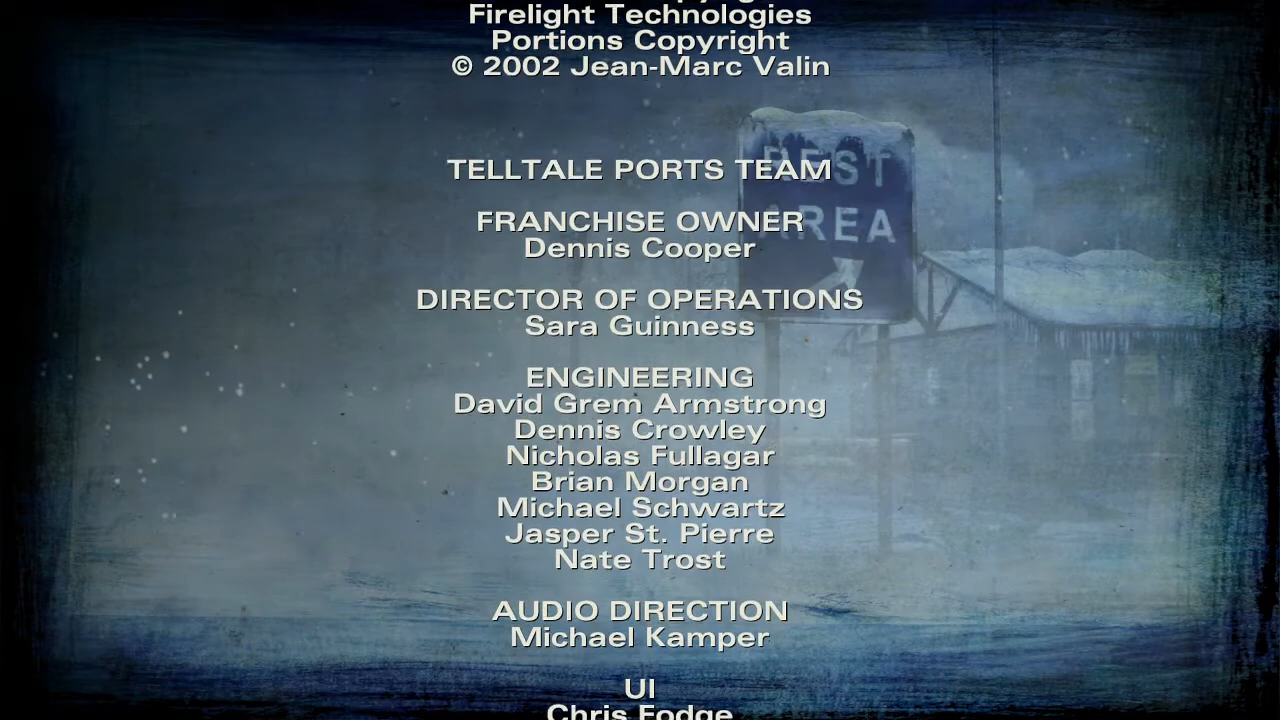 Firelight Technologies
Portions Copyright
© 2002 Jean-Marc Valin
TELLTALE PORTS TEAM
FRANCHISE OWNER
Dennis Cooper
DIRECTOR OF OPERATIONS
Sara Guinness
ENGINEERING
David Grem Armstrong
Dennis Crowley
Nicholas Fullagar
Brian Morgan
Michael Schwartz
Jasper St. Pierre
Nate Trost
AUDIO DIRECTION
Michael Kamper
UI
Chris Fodge
REST
AREA